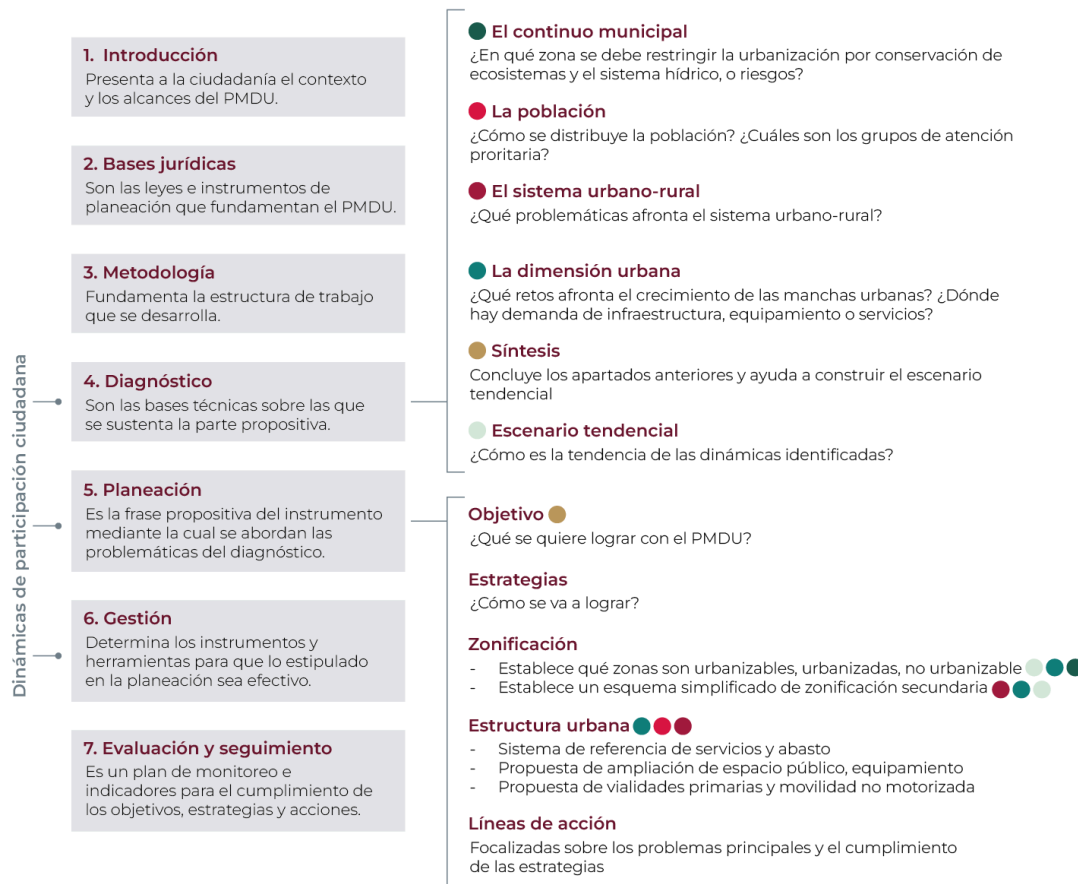 Dinámicas de participación ciudadana
1. Introducción
Presenta a la ciudadanía el contexto
y los alcances del PMDU.
2. Bases jurídicas
Son las leyes e instrumentos de
planeación que fundamentan el PMDU.
3. Metodología
Fundamenta la estructura de trabajo
que se desarrolla.
4. Diagnóstico
Son las bases técnicas sobre las que
se sustenta la parte propositiva.
5. Planeación
Es la frase propositiva del instrumento
mediante la cual se abordan las
problemáticas del diagnóstico.
6. Gestión
Determina los instrumentos y
herramientas para que lo estipulado
en la planeación sea efectivo.
7. Evaluación y seguimiento
Es un plan de monitoreo e
indicadores para el cumplimiento de
los objetivos, estrategias y acciones.
El continuo municipal
¿En qué zona se debe restringir la urbanización por conservación de
ecosistemas y el sistema hídrico, o riesgos?
La población
¿Cómo se distribuye la población? ¿Cuáles son los grupos de atención
proritaria?
El sistema urbano-rural
¿Qué problemáticas afronta el sistema urbano-rural?
La dimensión urbana
¿Qué retos afronta el crecimiento de las manchas urbanas? ¿Dónde
hay demanda de infraestructura, equipamiento o servicios?
Síntesis
Concluye los apartados anteriores y ayuda a construir el escenario
tendencial
Escenario tendencial
¿Cómo es la tendencia de las dinámicas identificadas?
Objetivo
¿Qué se quiere lograr con el PMDU?
Estrategias
¿Cómo se va a lograr?
Zonificación
- Establece qué zonas son urbanizables, urbanizadas, no urbanizable
- Establece un esquema simplificado de zonificación secundaria
Estructura urbana
- Sistema de referencia de servicios y abasto
- Propuesta de ampliación de espacio público, equipamiento
- Propuesta de vialidades primarias y movilidad no motorizada
Líneas de acción
Focalizadas sobre los problemas principales y el cumplimiento
de las estrategias